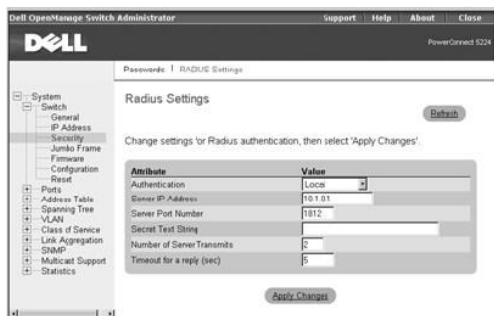 Dell OpenManage Switch Administrator
Support Help About Close
DELL
PowerConnect 5224
Passwords | RADIUS Settings
System
Switch
General
IP Address
Security
Jumbo Frame
Firmware
Configuration
Reset
Ports
Address Table
Spanning Tree
VLAN
Class of Service
Link Aggregation
SNMP
Multicast Support
Statistics
Radius Settings
Refresh
Change settings 'or Radius authentication, then select 'Apply Changes'.
Attribute Value
Authentication Local
Server IP Address 10.1.0.1
Server Port Number 1812
Secret Text String
Number of Server Transmits 2
Timeout for a reply (sec) 5
Apply Changes